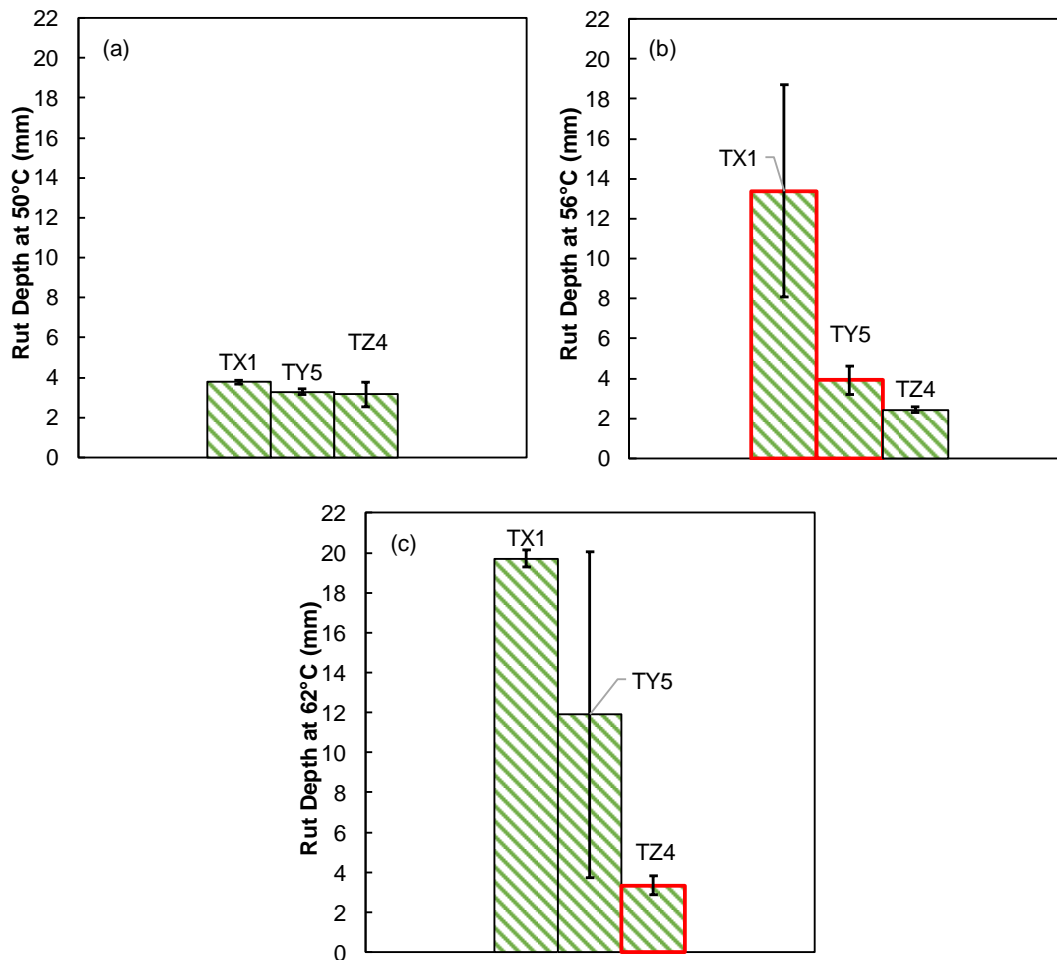 Rut Depth at 50°C (mm)
22
20
18
16
14
12
10
8
6
4
2
0
(a)
TX1
TY5
TZ4
Rut Depth at 56°C (mm)
22
20
18
16
14
12
10
8
6
4
2
0
(b)
TX1
TY5
TZ4
Rut Depth at 62°C (mm)
22
20
18
16
14
12
10
8
6
4
2
0
(c)
TX1
TY5
TZ4